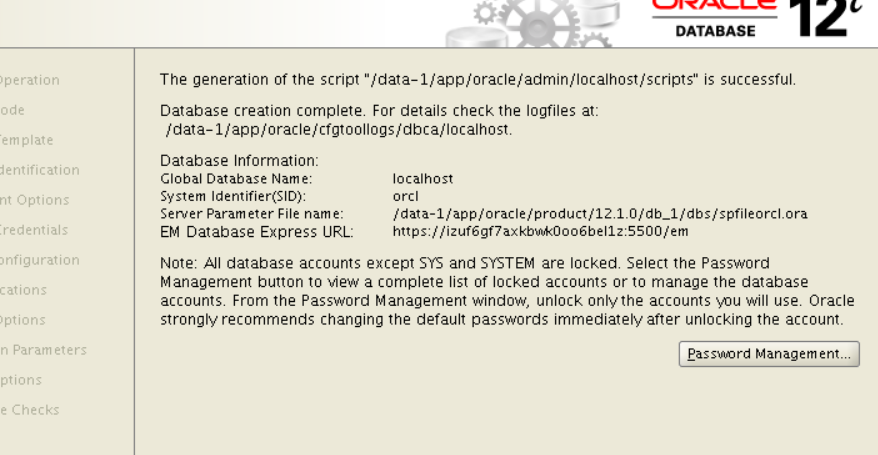 ORACLE
DATABASE
12c
The generation of the script "/data-1/app/oracle/admin/localhost/scripts" is successful.
Database creation complete. For details check the logfiles at:
/data-1/app/oracle/cfgtoollogs/dbca/localhost.
Database Information:
Global Database Name: localhost
System Identifier(SID): orcl
Server Parameter File name: /data-1/app/oracle/product/12.1.0/db_1/dbs/spfileorcl.ora
EM Database Express URL: https://izuf6gf7axkbwk0oo6bel1z:5500/em
Note: All database accounts except SYS and SYSTEM are locked. Select the Password
Management button to view a complete list of locked accounts or to manage the database
accounts. From the Password Management window, unlock only the accounts you will use. Oracle
strongly recommends changing the default passwords immediately after unlocking the account.
Password Management...
Operation
ode
Template
dentification
nt Options
Credentials
onfiguration
cations
Options
n Parameters
ptions
e Checks